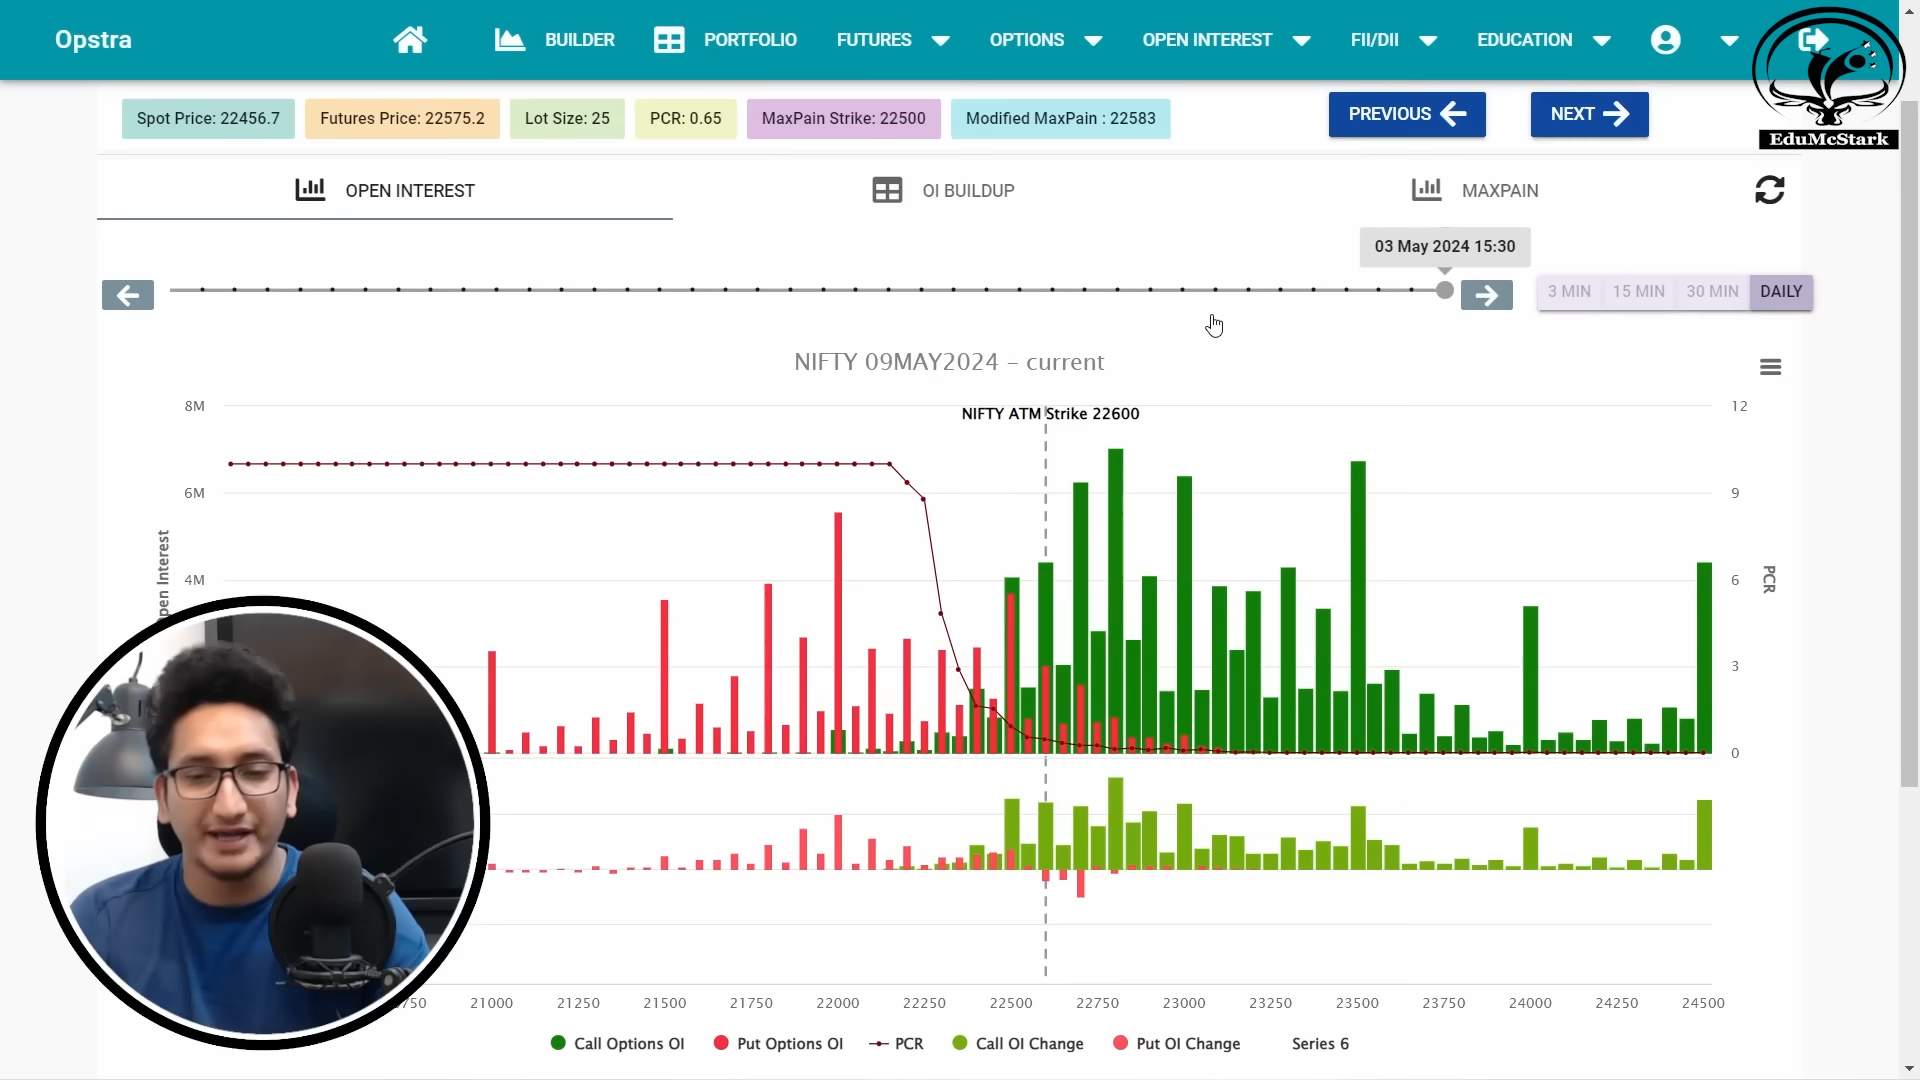 Opstra
BUILDER
PORTFOLIO
FUTURES
OPTIONS
OPEN INTEREST
FII/DII
EDUCATION
EduMcStark
Spot Price: 22456.7
Futures Price: 22575.2
Lot Size: 25
PCR: 0.65
MaxPain Strike: 22500
Modified MaxPain : 22583
PREVIOUS
NEXT
OPEN INTEREST
OI BUILDUP
MAXPAIN
03 May 2024 15:30
3 MIN
15 MIN
30 MIN
DAILY
NIFTY 09MAY2024 – current
NIFTY ATM Strike 22600
8M
6M
4M
12
9
6
3
0
PCR
Interest
21000
21250
21500
21750
22000
22250
22500
22750
23000
23250
23500
23750
24000
24250
24500
Call Options OI
Put Options OI
PCR
Call OI Change
Put OI Change
Series 6